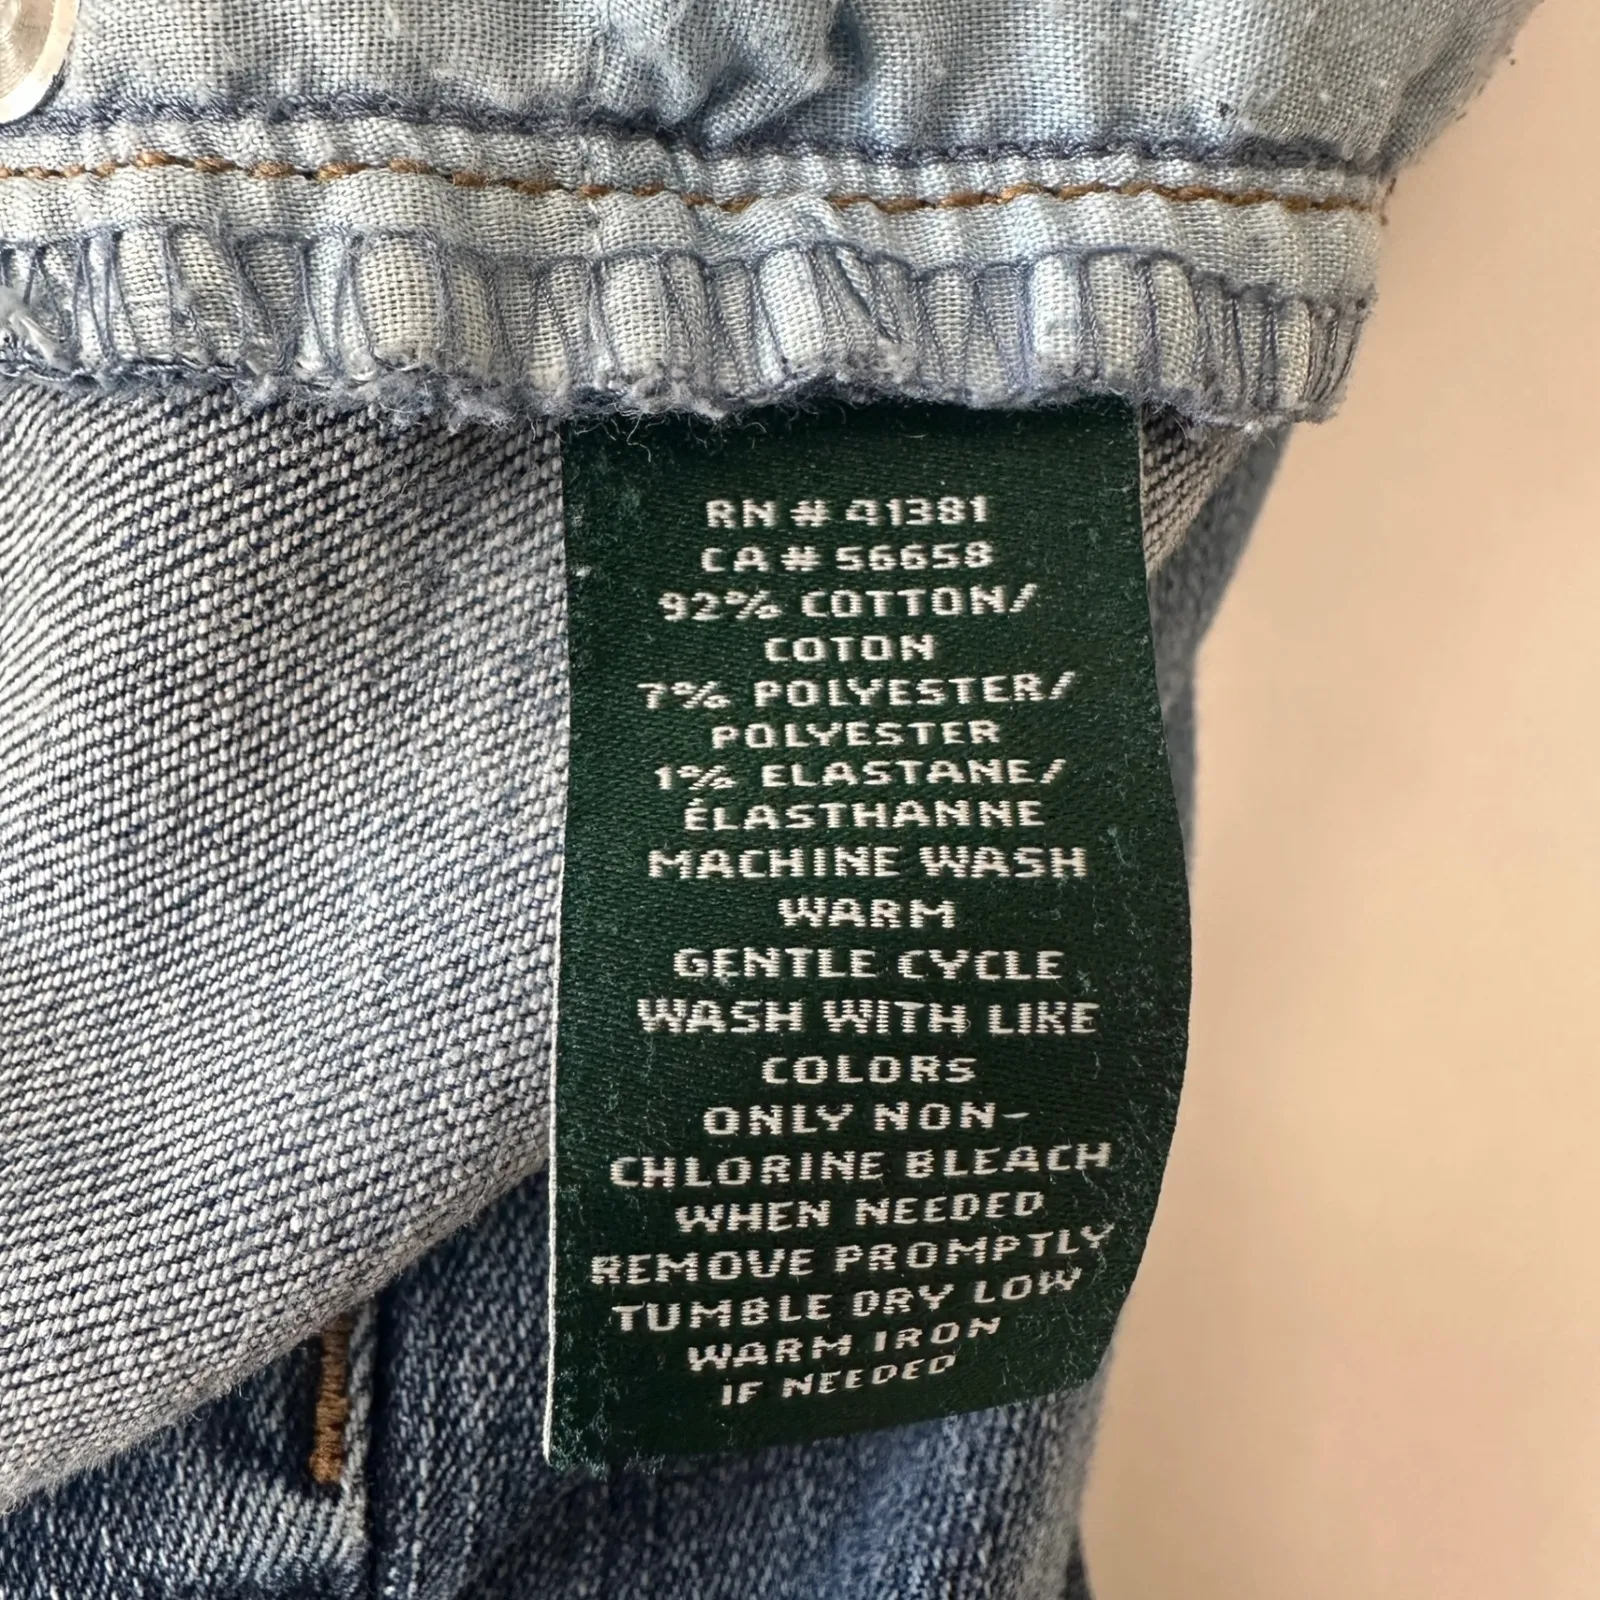 RN # 41381
CA # 56658
92% COTTON/
COTON
7% POLYESTER/
POLYESTER
1% ELASTANE/
ÉLASTHANNE
MACHINE WASH
WARM
GENTLE CYCLE
WASH WITH LIKE
COLORS
ONLY NON-
CHLORINE BLEACH
WHEN NEEDED
REMOVE PROMPTLY
TUMBLE DRY LOW
WARM IRON
IF NEEDED